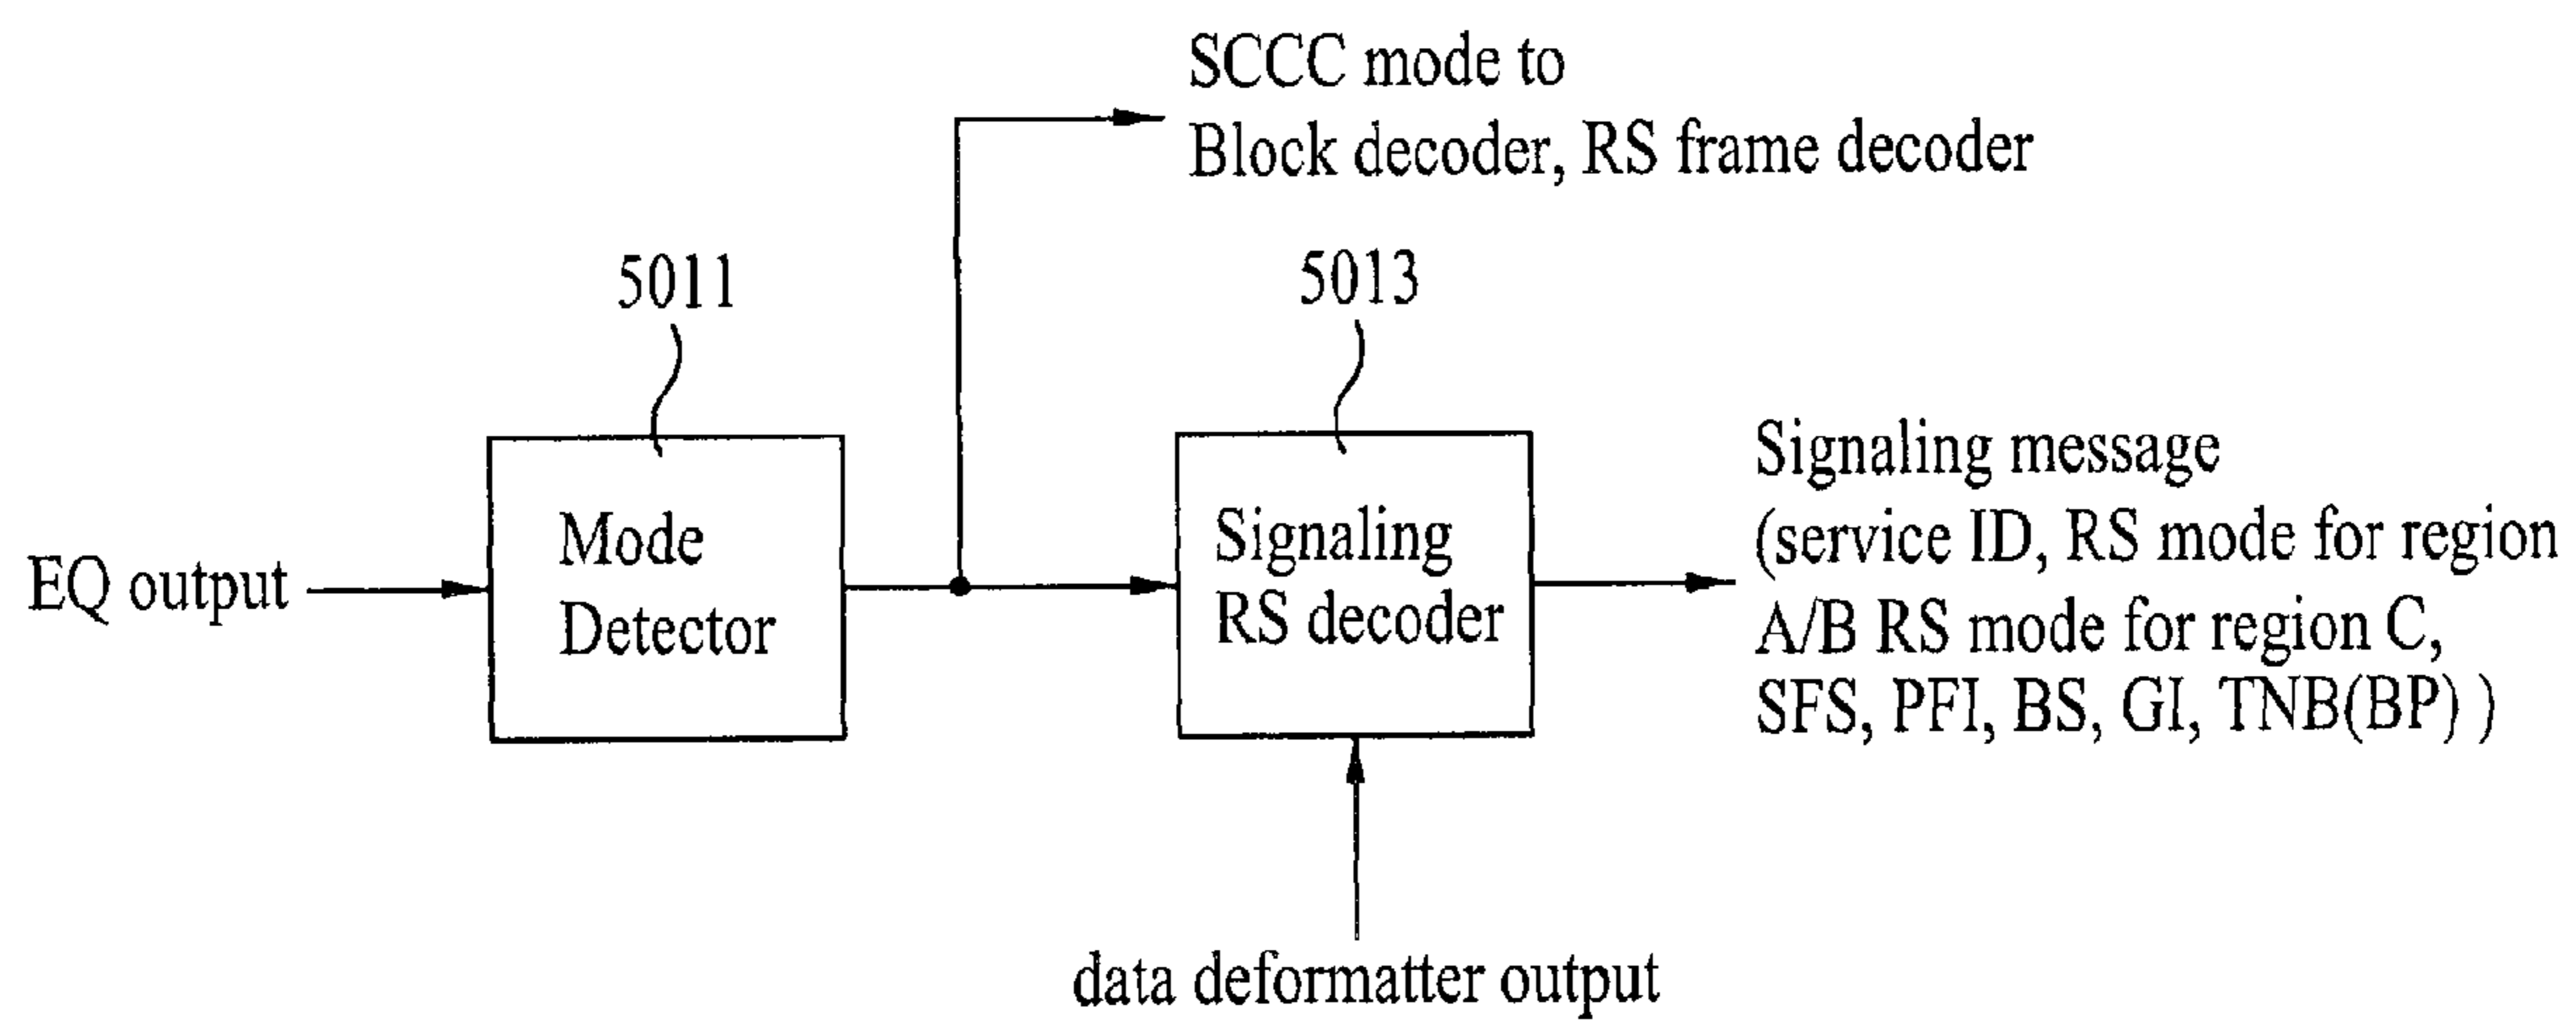 SCCC mode to
Block decoder, RS frame decoder
5011
5013
EQ output
Mode
Detector
Signaling
RS decoder
Signaling message
(service ID, RS mode for region
A/B RS mode for region C,
SFS, PFI, BS, GI, TNB(BP) )
data deformatter output